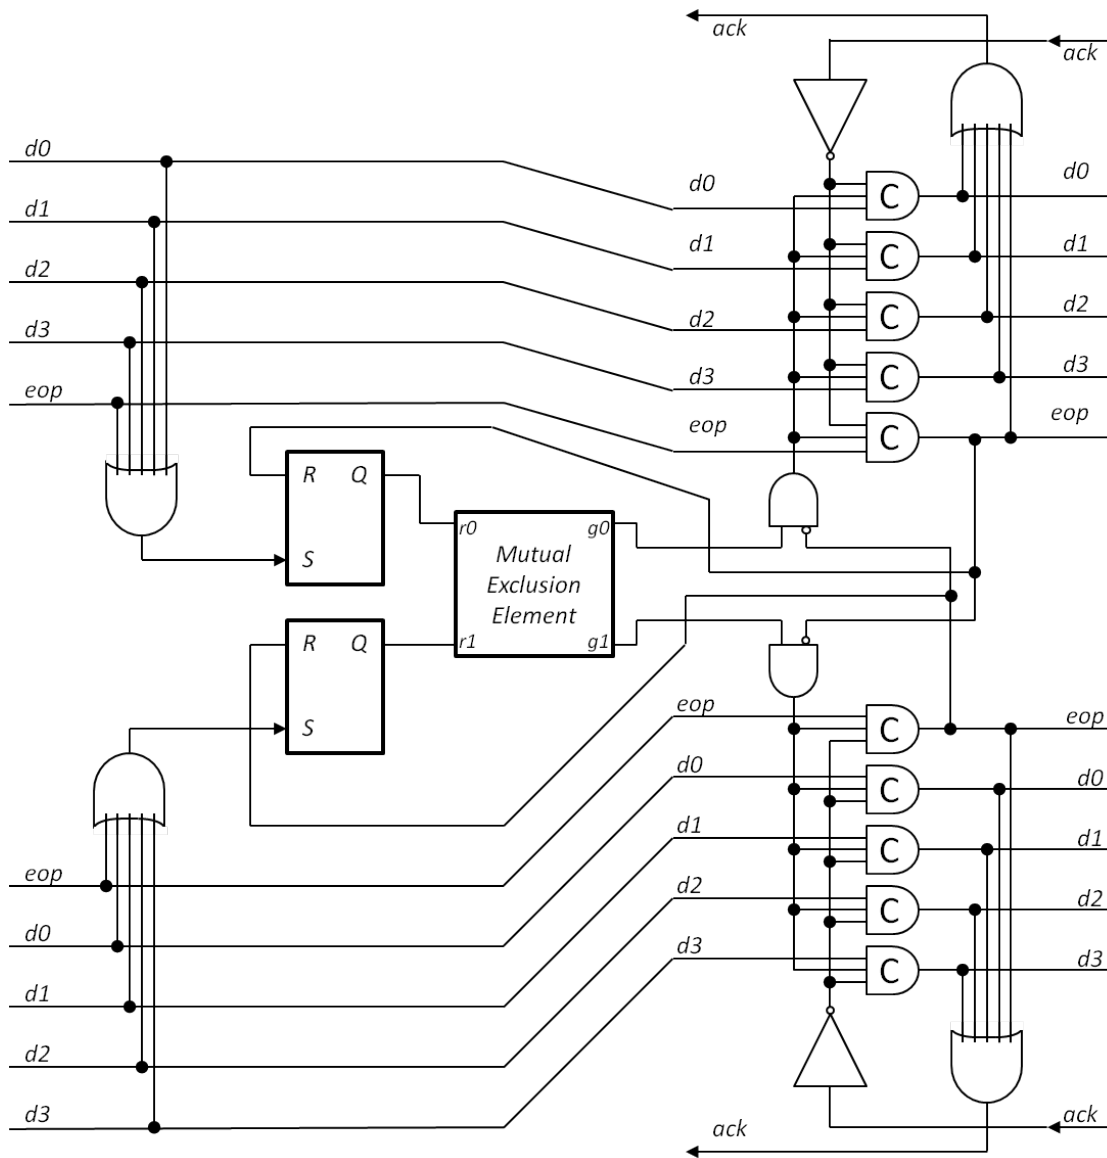 ack
ack
d0
d0
d0
d1
d1
d1
d2
d2
d2
d3
d3
d3
eop
eop
eop
C
C
C
C
C
R Q
S
r0 g0
Mutual
Exclusion
Element
r1 g1
R Q
S
eop
eop
d0
d0
d1
d1
d2
d2
d3
d3
C
C
C
C
C
eop
d0
d1
d2
d3
ack
ack